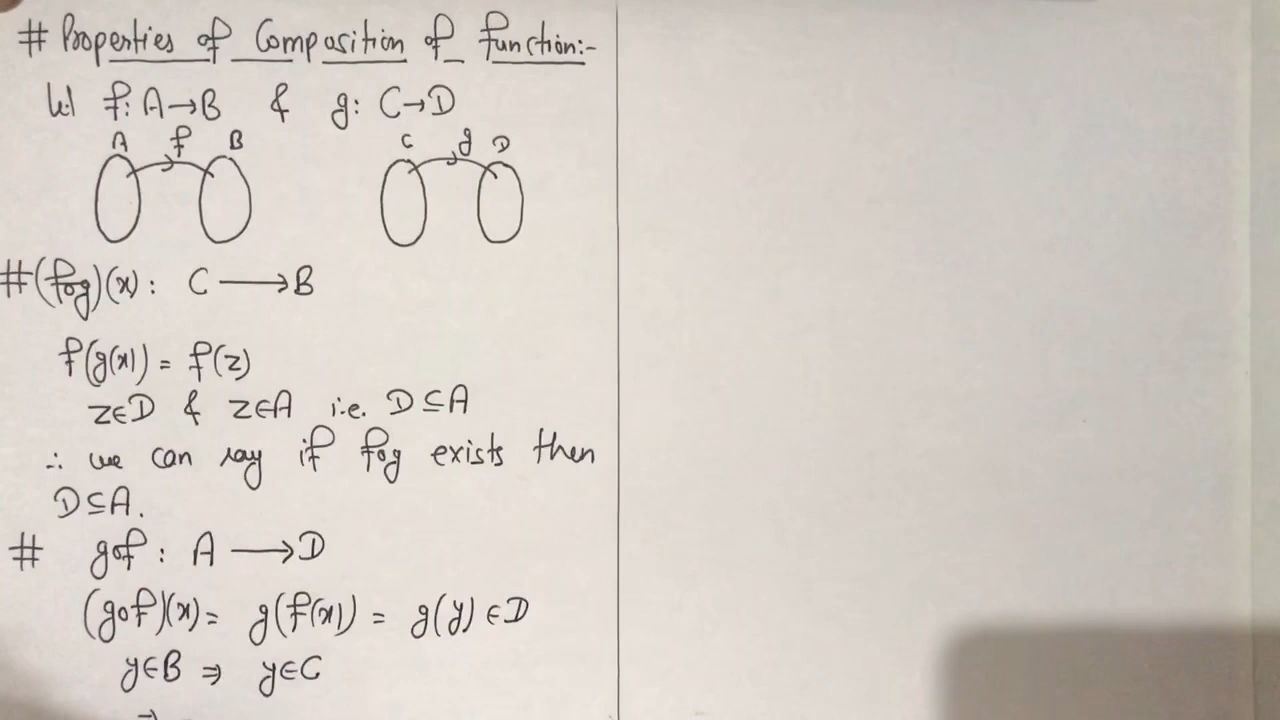 # Properties of Composition of function:-
let f: A→B & g: C→D
A f B C g D
#(fog)(x): C ⟶ B
f(g(x)) = f(z)
z∈D & z∈A i.e. D⊆A
∴ we can say if fog exists then
D⊆A.
# gof : A ⟶ D
(gof)(x) = g(f(x)) = g(y) ∈ D
y∈B ⇒ y∈C
⇒